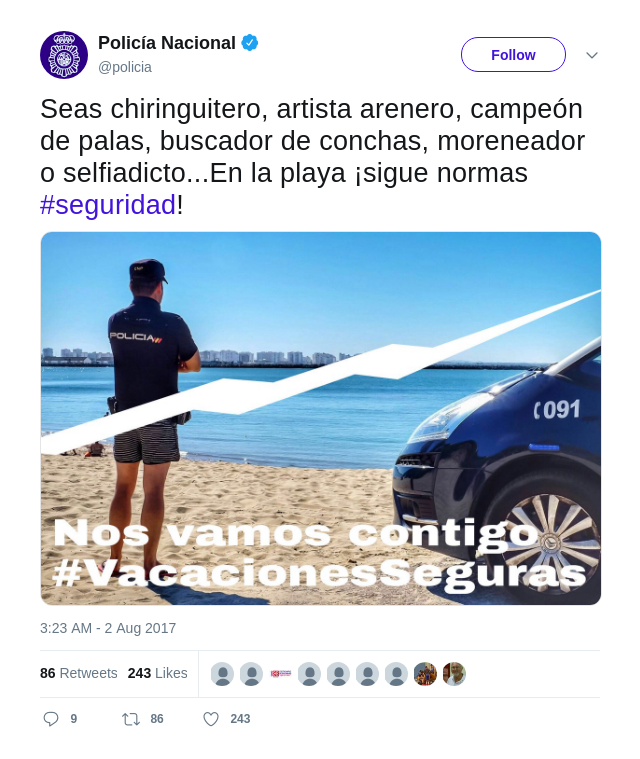 Policía Nacional
@policia
Follow
Seas chiringuitero, artista arenero, campeón
de palas, buscador de conchas, moreneador
o selfiadicto...En la playa ¡sigue normas
#seguridad!
POLICIA
091
Nos vamos contigo
#VacacionesSeguras
3:23 AM - 2 Aug 2017
86 Retweets 243 Likes
9 86 243